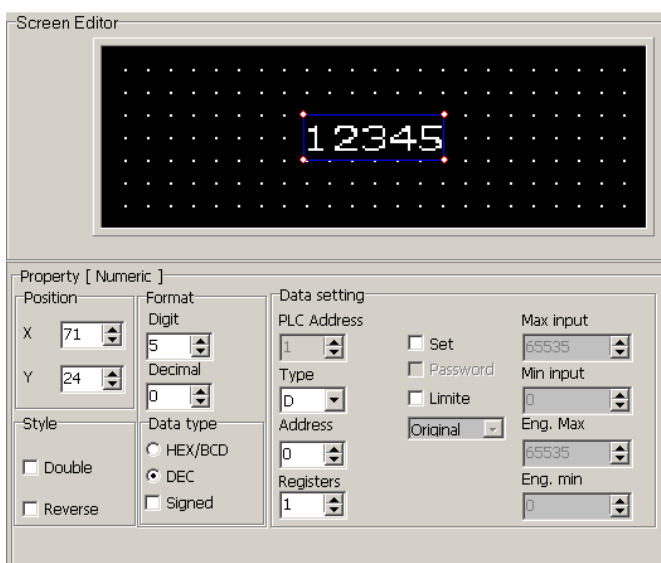 Screen Editor
12345
Property [ Numeric ]
Position
X 71
Y 24
Style
Double
Reverse
Format
Digit
5
Decimal
0
Data type
HEX/BCD
DEC
Signed
Data setting
PLC Address
1
Type
D
Address
0
Registers
1
Set
Password
Limite
Original
Max input
65535
Min input
0
Eng. Max
65535
Eng. min
0